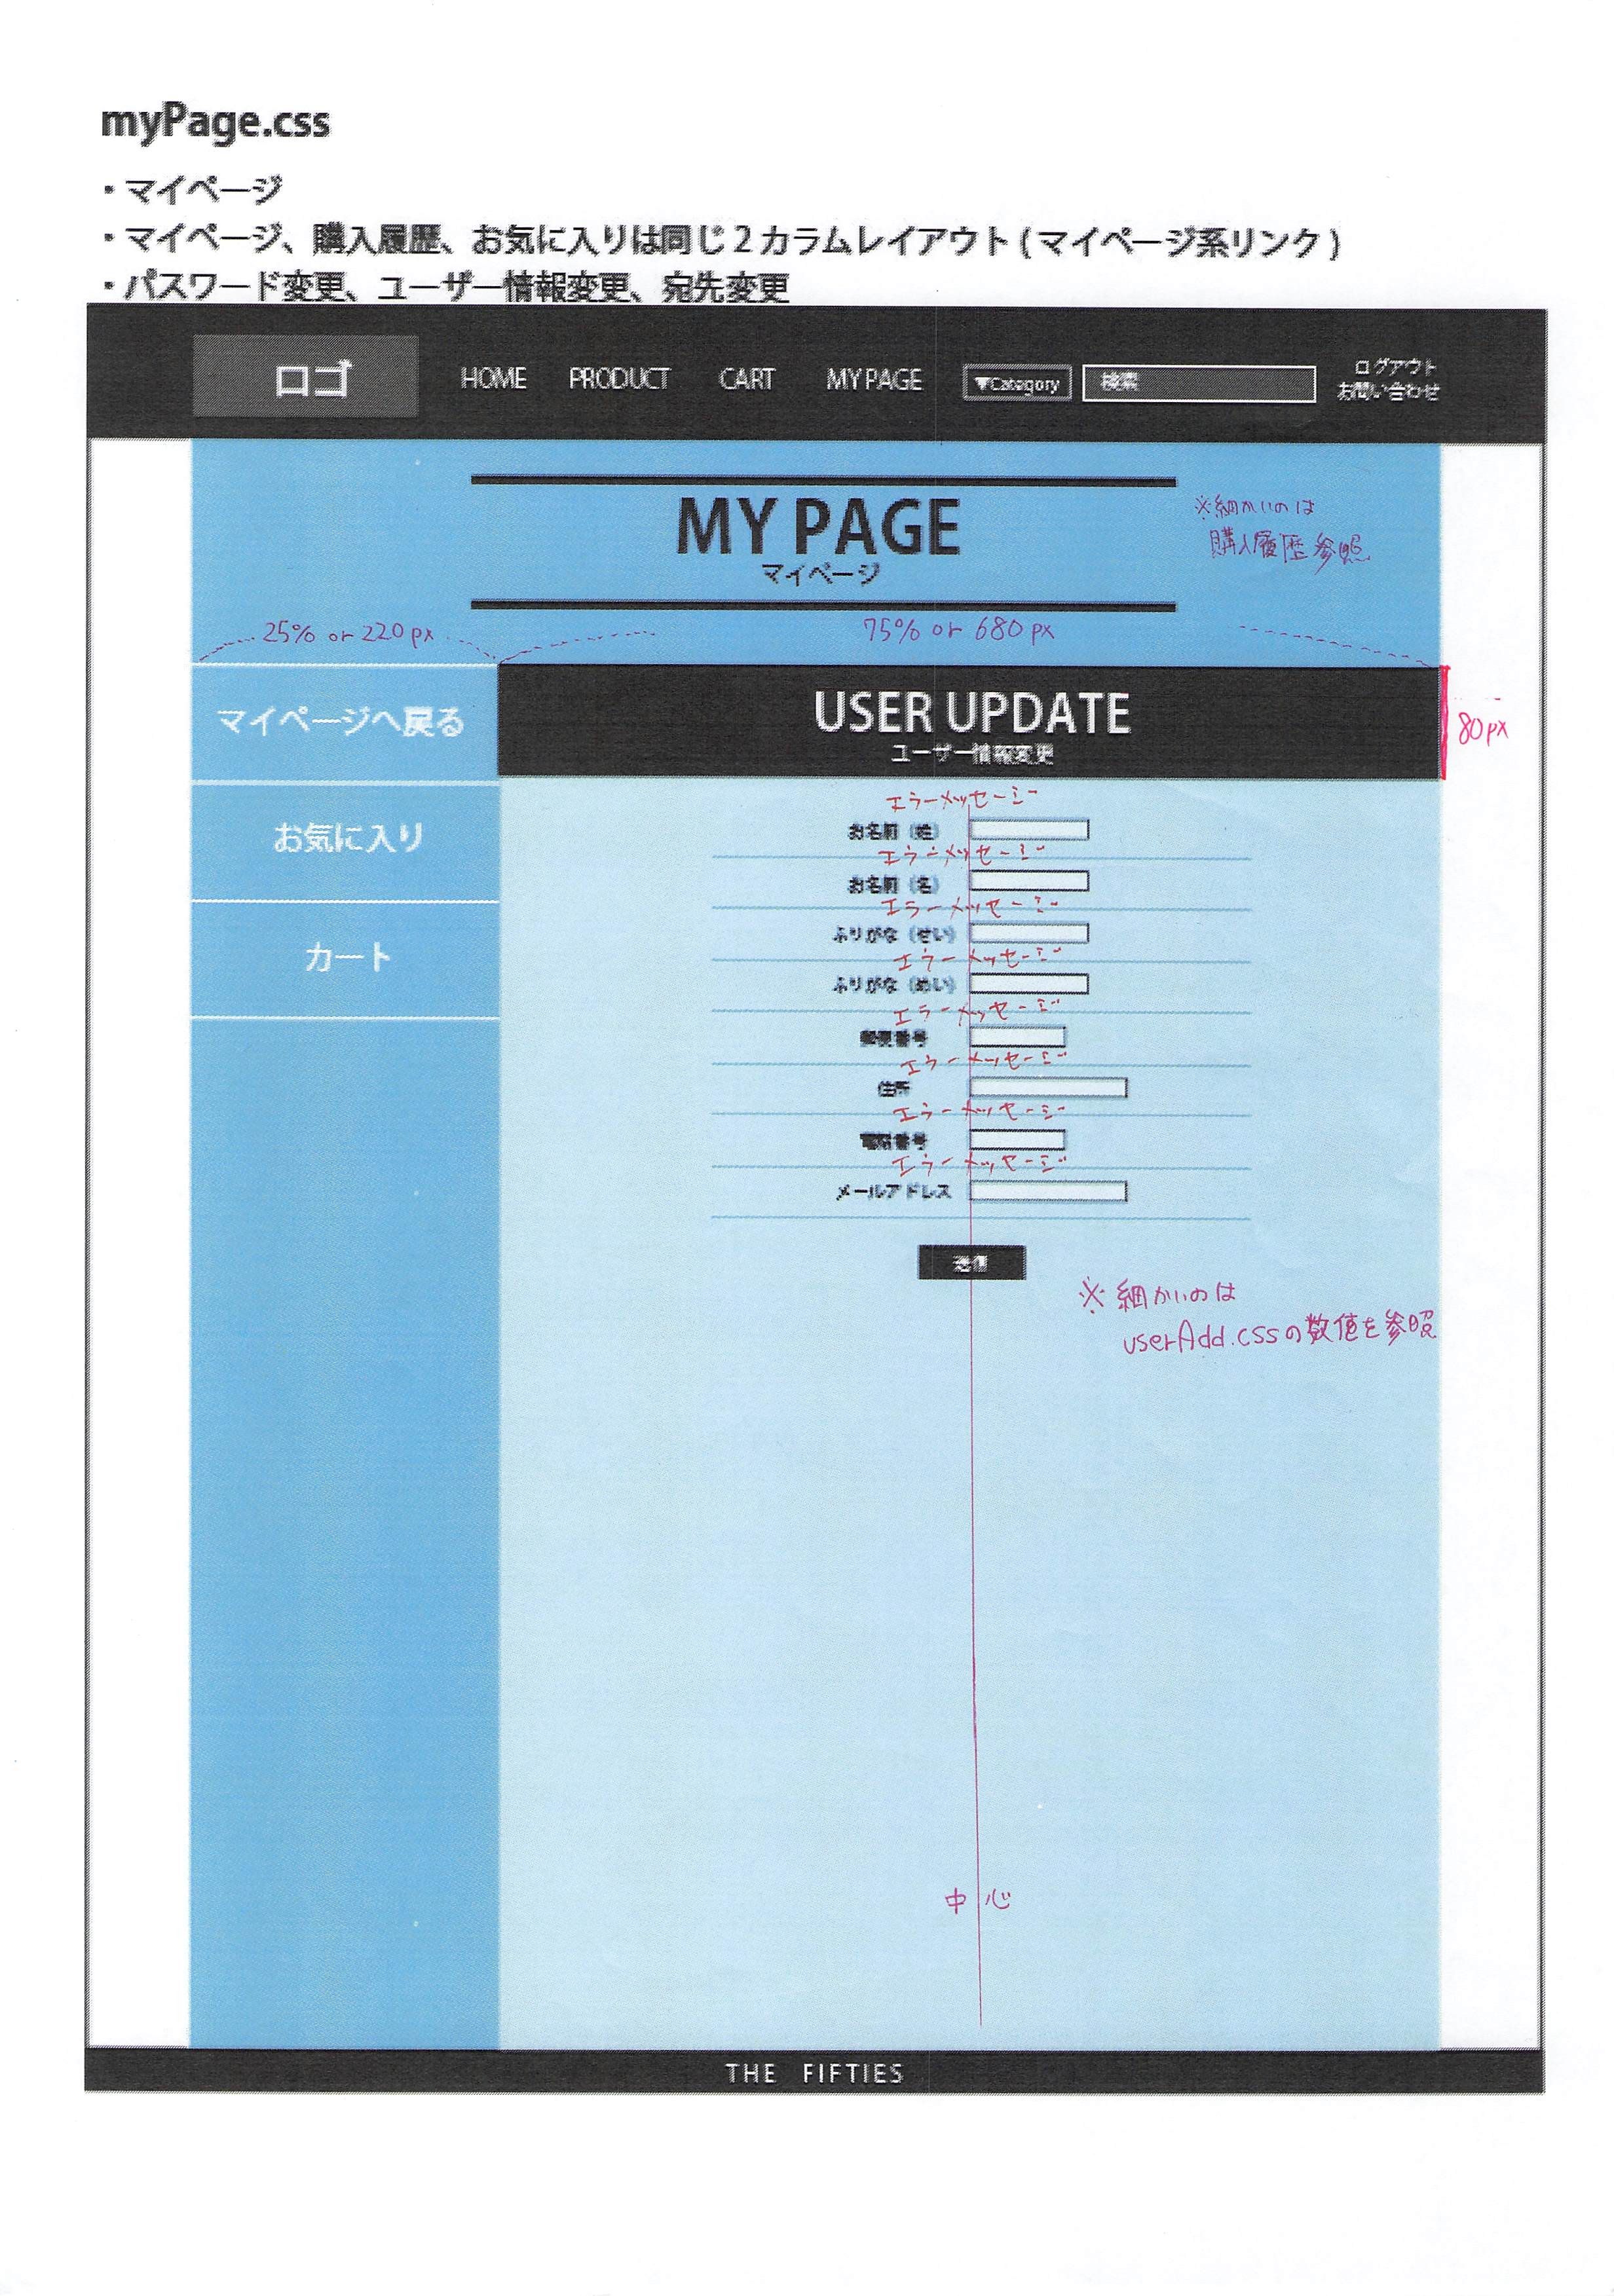 myPage.css
・マイページ
・マイページ、購入履歴、お気に入りは同じ2カラムレイアウト(マイページ系リンク)
・パスワード変更、ユーザー情報変更、宛先変更
ロゴ HOME PRODUCT CART MY PAGE ▼Category 検索 ログアウト
お問い合わせ
MY PAGE
マイページ
※細かいのは
購入履歴参照
25% or 220px 75% or 680px
マイページへ戻る
お気に入り
カート
USER UPDATE
ユーザー情報変更
80px
エラーメッセージ
お名前（姓）
エラーメッセージ
お名前（名）
エラーメッセージ
ふりがな（せい）
エラーメッセージ
ふりがな（めい）
エラーメッセージ
郵便番号
エラーメッセージ
住所
エラーメッセージ
電話番号
エラーメッセージ
メールアドレス
送信
※細かいのは
userAdd.cssの数値を参照
中心
THE FIFTIES